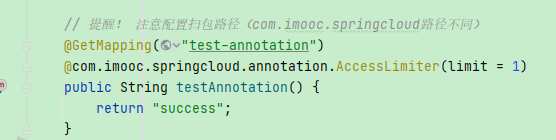 // 提醒！ 注意配置扫包路径（com.imooc.springcloud路径不同）
@GetMapping("test-annotation")
@com.imooc.springcloud.annotation.AccessLimiter(limit = 1)
public String testAnnotation() {
return "success";
}